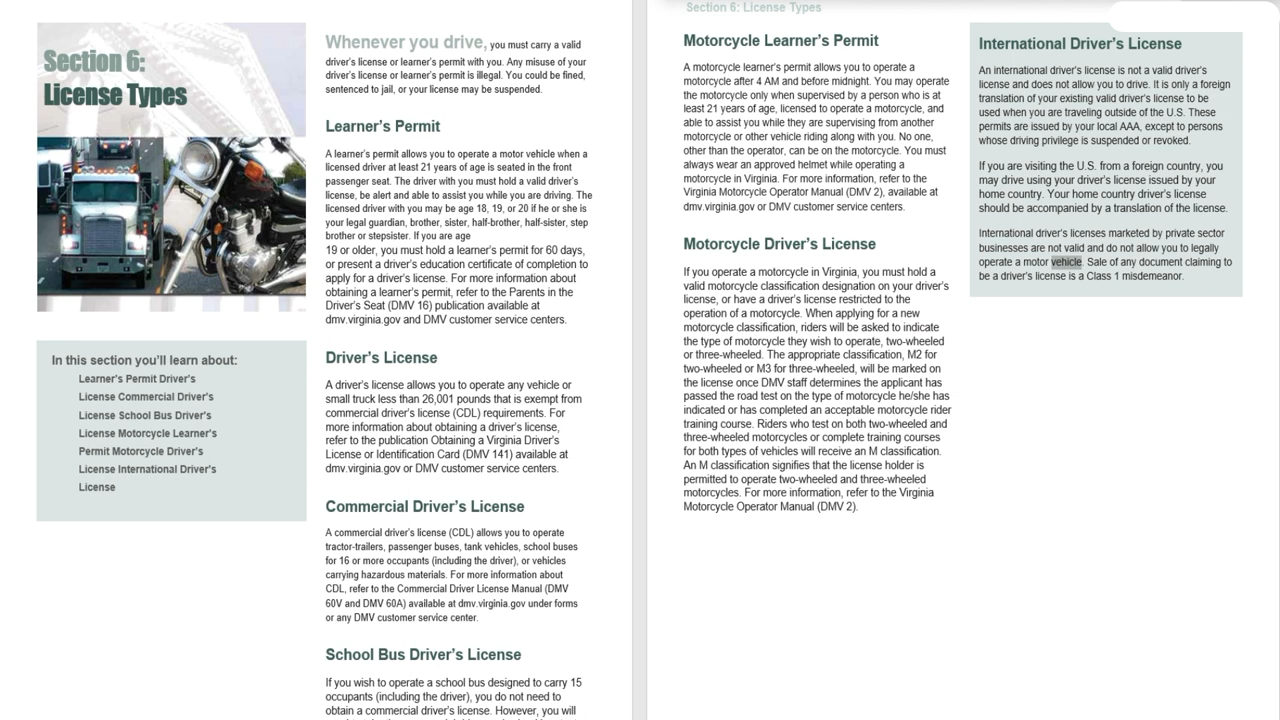 Section 6:
License Types
In this section you'll learn about:
Learner's Permit Driver's
License Commercial Driver's
License School Bus Driver's
License Motorcycle Learner's
Permit Motorcycle Driver's
License International Driver's
License
Whenever you drive, you must carry a valid
driver's license or learner's permit with you. Any misuse of your
driver's license or learner's permit is illegal. You could be fined,
sentenced to jail, or your license may be suspended.
Learner's Permit
A learner's permit allows you to operate a motor vehicle when a
licensed driver at least 21 years of age is seated in the front
passenger seat. The driver with you must hold a valid driver's
license, be alert and able to assist you while you are driving. The
licensed driver with you may be age 18, 19, or 20 if he or she is
your legal guardian, brother, sister, half-brother, half-sister, step
brother or stepsister. If you are age
19 or older, you must hold a learner's permit for 60 days,
or present a driver's education certificate of completion to
apply for a driver's license. For more information about
obtaining a learner's permit, refer to the Parents in the
Driver's Seat (DMV 16) publication available at
dmv.virginia.gov and DMV customer service centers.
Driver's License
A driver's license allows you to operate any vehicle or
small truck less than 26,001 pounds that is exempt from
commercial driver's license (CDL) requirements. For
more information about obtaining a driver's license,
refer to the publication Obtaining a Virginia Driver's
License or Identification Card (DMV 141) available at
dmv.virginia.gov or DMV customer service centers.
Commercial Driver's License
A commercial driver's license (CDL) allows you to operate
tractor-trailers, passenger buses, tank vehicles, school buses
for 16 or more occupants (including the driver), or vehicles
carrying hazardous materials. For more information about
CDL, refer to the Commercial Driver License Manual (DMV
60V and DMV 60A) available at dmv.virginia.gov under forms
or any DMV customer service center.
School Bus Driver's License
If you wish to operate a school bus designed to carry 15
occupants (including the driver), you do not need to
obtain a commercial driver's license. However, you will
Section 6: License Types
Motorcycle Learner's Permit
A motorcycle learner's permit allows you to operate a
motorcycle after 4 AM and before midnight. You may operate
the motorcycle only when supervised by a person who is at
least 21 years of age, licensed to operate a motorcycle, and
able to assist you while they are supervising from another
motorcycle or other vehicle riding along with you. No one,
other than the operator, can be on the motorcycle. You must
always wear an approved helmet while operating a
motorcycle in Virginia. For more information, refer to the
Virginia Motorcycle Operator Manual (DMV 2), available at
dmv.virginia.gov or DMV customer service centers.
Motorcycle Driver's License
If you operate a motorcycle in Virginia, you must hold a
valid motorcycle classification designation on your driver's
license, or have a driver's license restricted to the
operation of a motorcycle. When applying for a new
motorcycle classification, riders will be asked to indicate
the type of motorcycle they wish to operate, two-wheeled
or three-wheeled. The appropriate classification, M2 for
two-wheeled or M3 for three-wheeled, will be marked on
the license once DMV staff determines the applicant has
passed the road test on the type of motorcycle he/she has
indicated or has completed an acceptable motorcycle rider
training course. Riders who test on both two-wheeled and
three-wheeled motorcycles or complete training courses
for both types of vehicles will receive an M classification.
An M classification signifies that the license holder is
permitted to operate two-wheeled and three-wheeled
motorcycles. For more information, refer to the Virginia
Motorcycle Operator Manual (DMV 2).
International Driver's License
An international driver's license is not a valid driver's
license and does not allow you to drive. It is only a foreign
translation of your existing valid driver's license to be
used when you are traveling outside of the U.S. These
permits are issued by your local AAA, except to persons
whose driving privilege is suspended or revoked.
If you are visiting the U.S. from a foreign country, you
may drive using your driver's license issued by your
home country. Your home country driver's license
should be accompanied by a translation of the license.
International driver's licenses marketed by private sector
businesses are not valid and do not allow you to legally
operate a motor vehicle. Sale of any document claiming to
be a driver's license is a Class 1 misdemeanor.